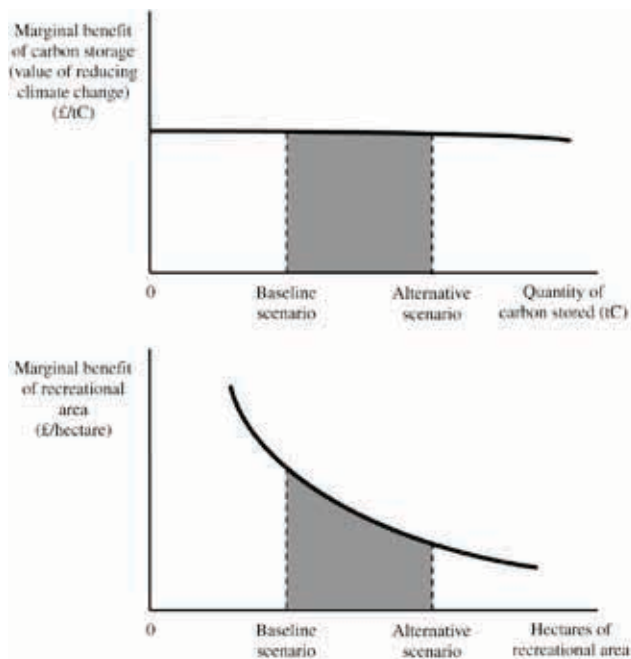 Marginal benefit
of carbon storage
(value of reducing
climate change)
(£/tC)
0
Baseline
scenario
Alternative
scenario
Quantity of
carbon stored (tC)
Marginal benefit
of recreational
area
(£/hectare)
0
Baseline
scenario
Alternative
scenario
Hectares of
recreational area